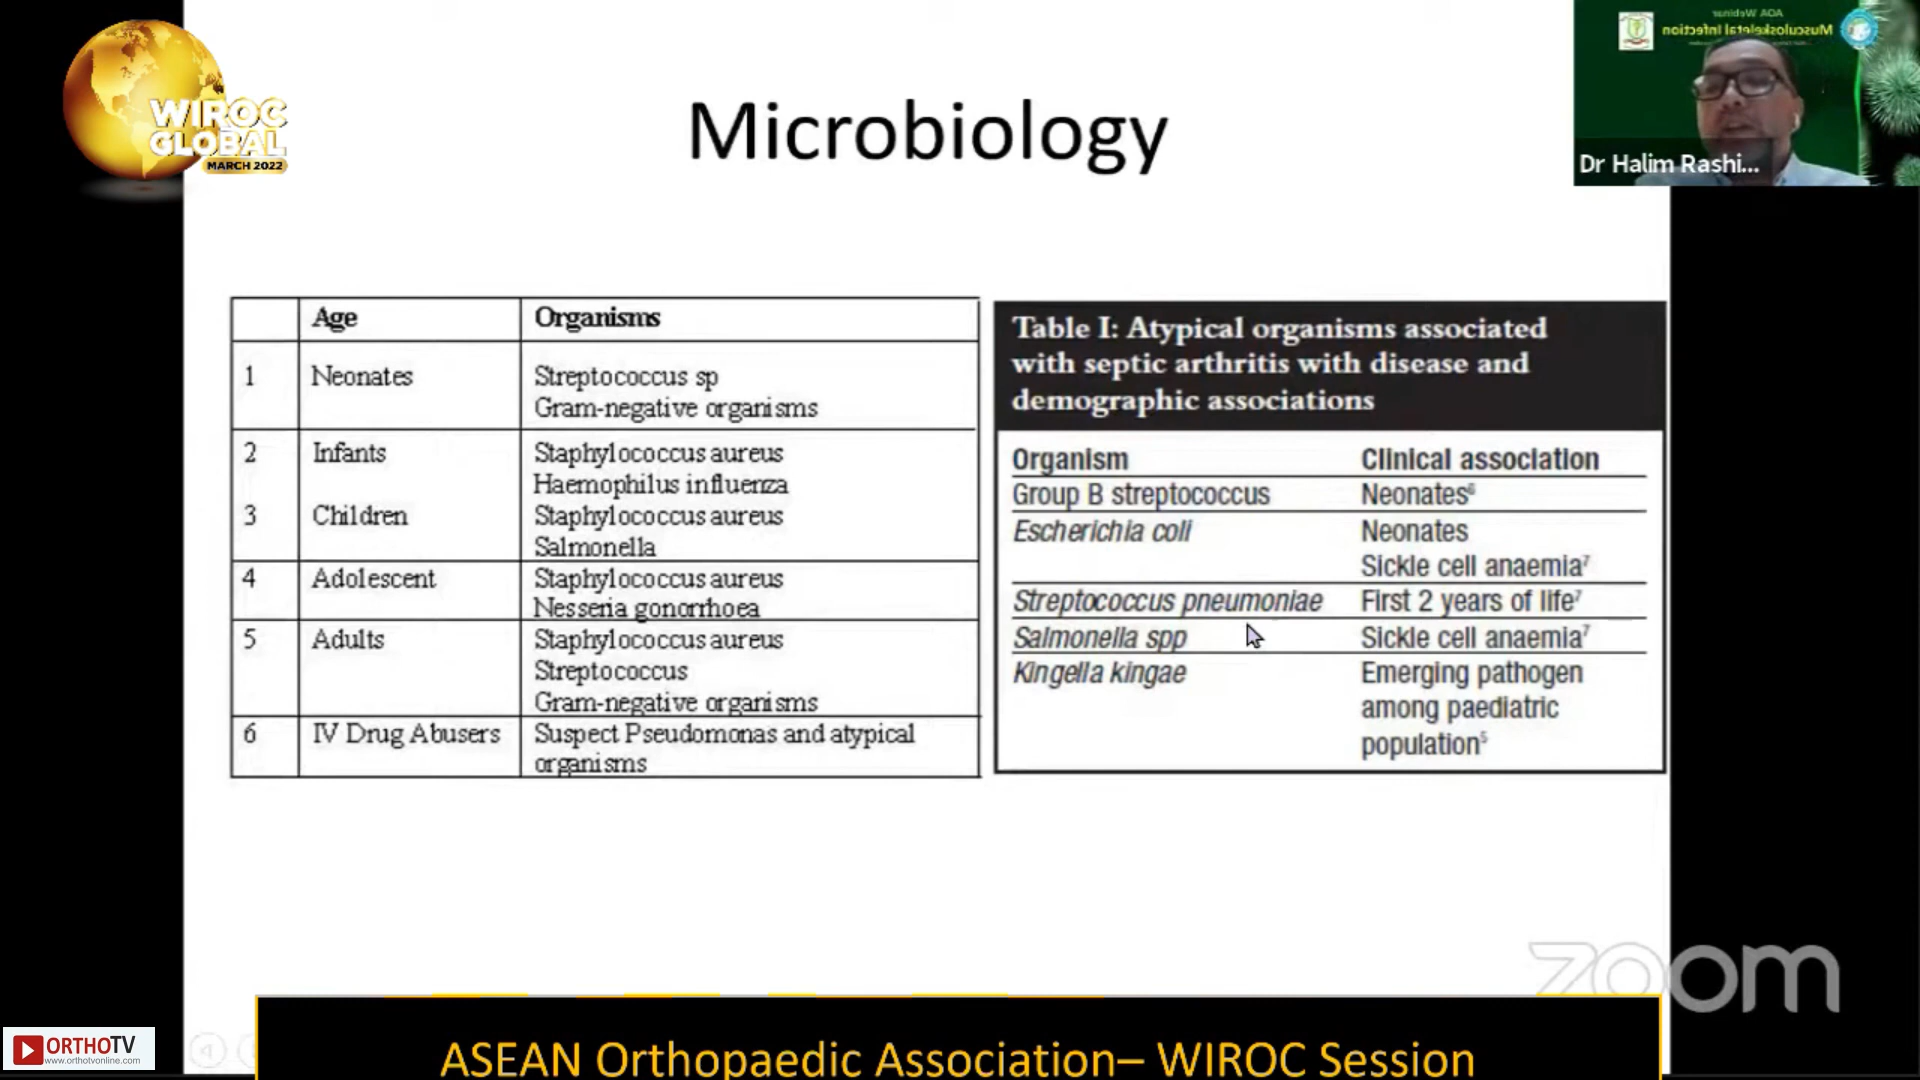 WIROC
GLOBAL
MARCH 2022
Microbiology
AOA Webinar
Musculoskeletal Infection
Dr Halim Rashi...
Age Organisms
1 Neonates Streptococcus sp
Gram-negative organisms
2 Infants Staphylococcus aureus
Haemophilus influenza
3 Children Staphylococcus aureus
Salmonella
4 Adolescent Staphylococcus aureus
Nesseria gonorrhoea
5 Adults Staphylococcus aureus
Streptococcus
Gram-negative organisms
6 IV Drug Abusers Suspect Pseudomonas and atypical
organisms
Table I: Atypical organisms associated
with septic arthritis with disease and
demographic associations
Organism Clinical association
Group B streptococcus Neonates⁶
Escherichia coli Neonates
Sickle cell anaemia⁷
Streptococcus pneumoniae First 2 years of life⁷
Salmonella spp Sickle cell anaemia⁷
Kingella kingae Emerging pathogen
among paediatric
population⁵
zoom
ORTHOTV
www.orthotvonline.com
ASEAN Orthopaedic Association– WIROC Session